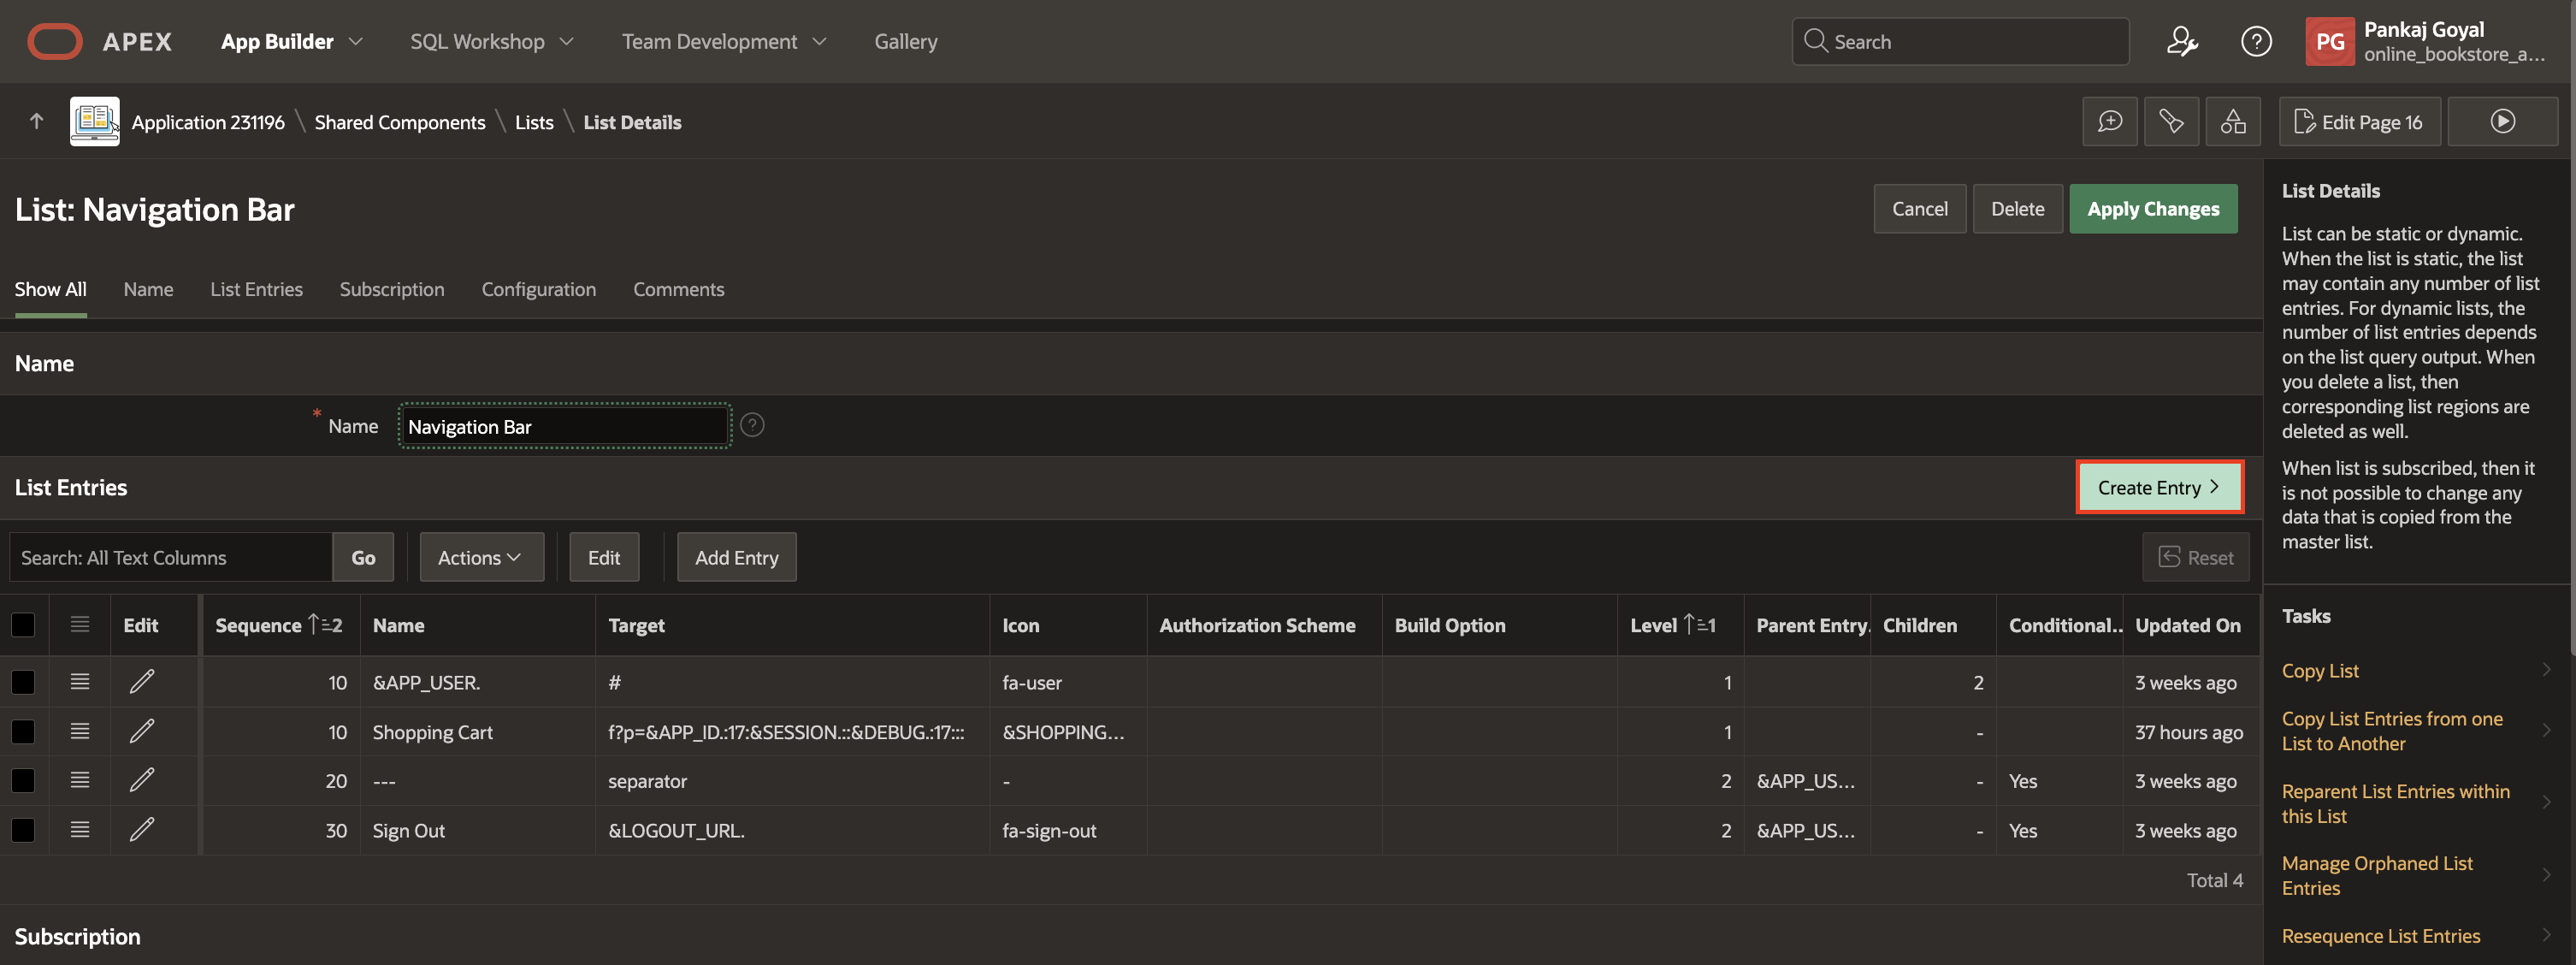 APEX App Builder SQL Workshop Team Development Gallery Search PG Pankaj Goyal
online_bookstore_a...
Application 231196 \ Shared Components \ Lists \ List Details Edit Page 16
List: Navigation Bar Cancel Delete Apply Changes
Show All Name List Entries Subscription Configuration Comments
Name
* Name Navigation Bar ?
List Entries Create Entry >
Search: All Text Columns Go Actions Edit Add Entry Reset
Edit Sequence 2 Name Target Icon Authorization Scheme Build Option Level 1 Parent Entry. Children Conditional.. Updated On
10 &APP_USER. # fa-user 1 2 3 weeks ago
10 Shopping Cart f?p=&APP_ID.:17:&SESSION.::&DEBUG.:17::: &SHOPPING... 1 - 37 hours ago
20 --- separator - 2 &APP_US... - Yes 3 weeks ago
30 Sign Out &LOGOUT_URL. fa-sign-out 2 &APP_US... - Yes 3 weeks ago
Total 4
Subscription
List Details
List can be static or dynamic.
When the list is static, the list
may contain any number of list
entries. For dynamic lists, the
number of list entries depends
on the list query output. When
you delete a list, then
corresponding list regions are
deleted as well.
When list is subscribed, then it
is not possible to change any
data that is copied from the
master list.
Tasks
Copy List
Copy List Entries from one
List to Another
Reparent List Entries within
this List
Manage Orphaned List
Entries
Resequence List Entries